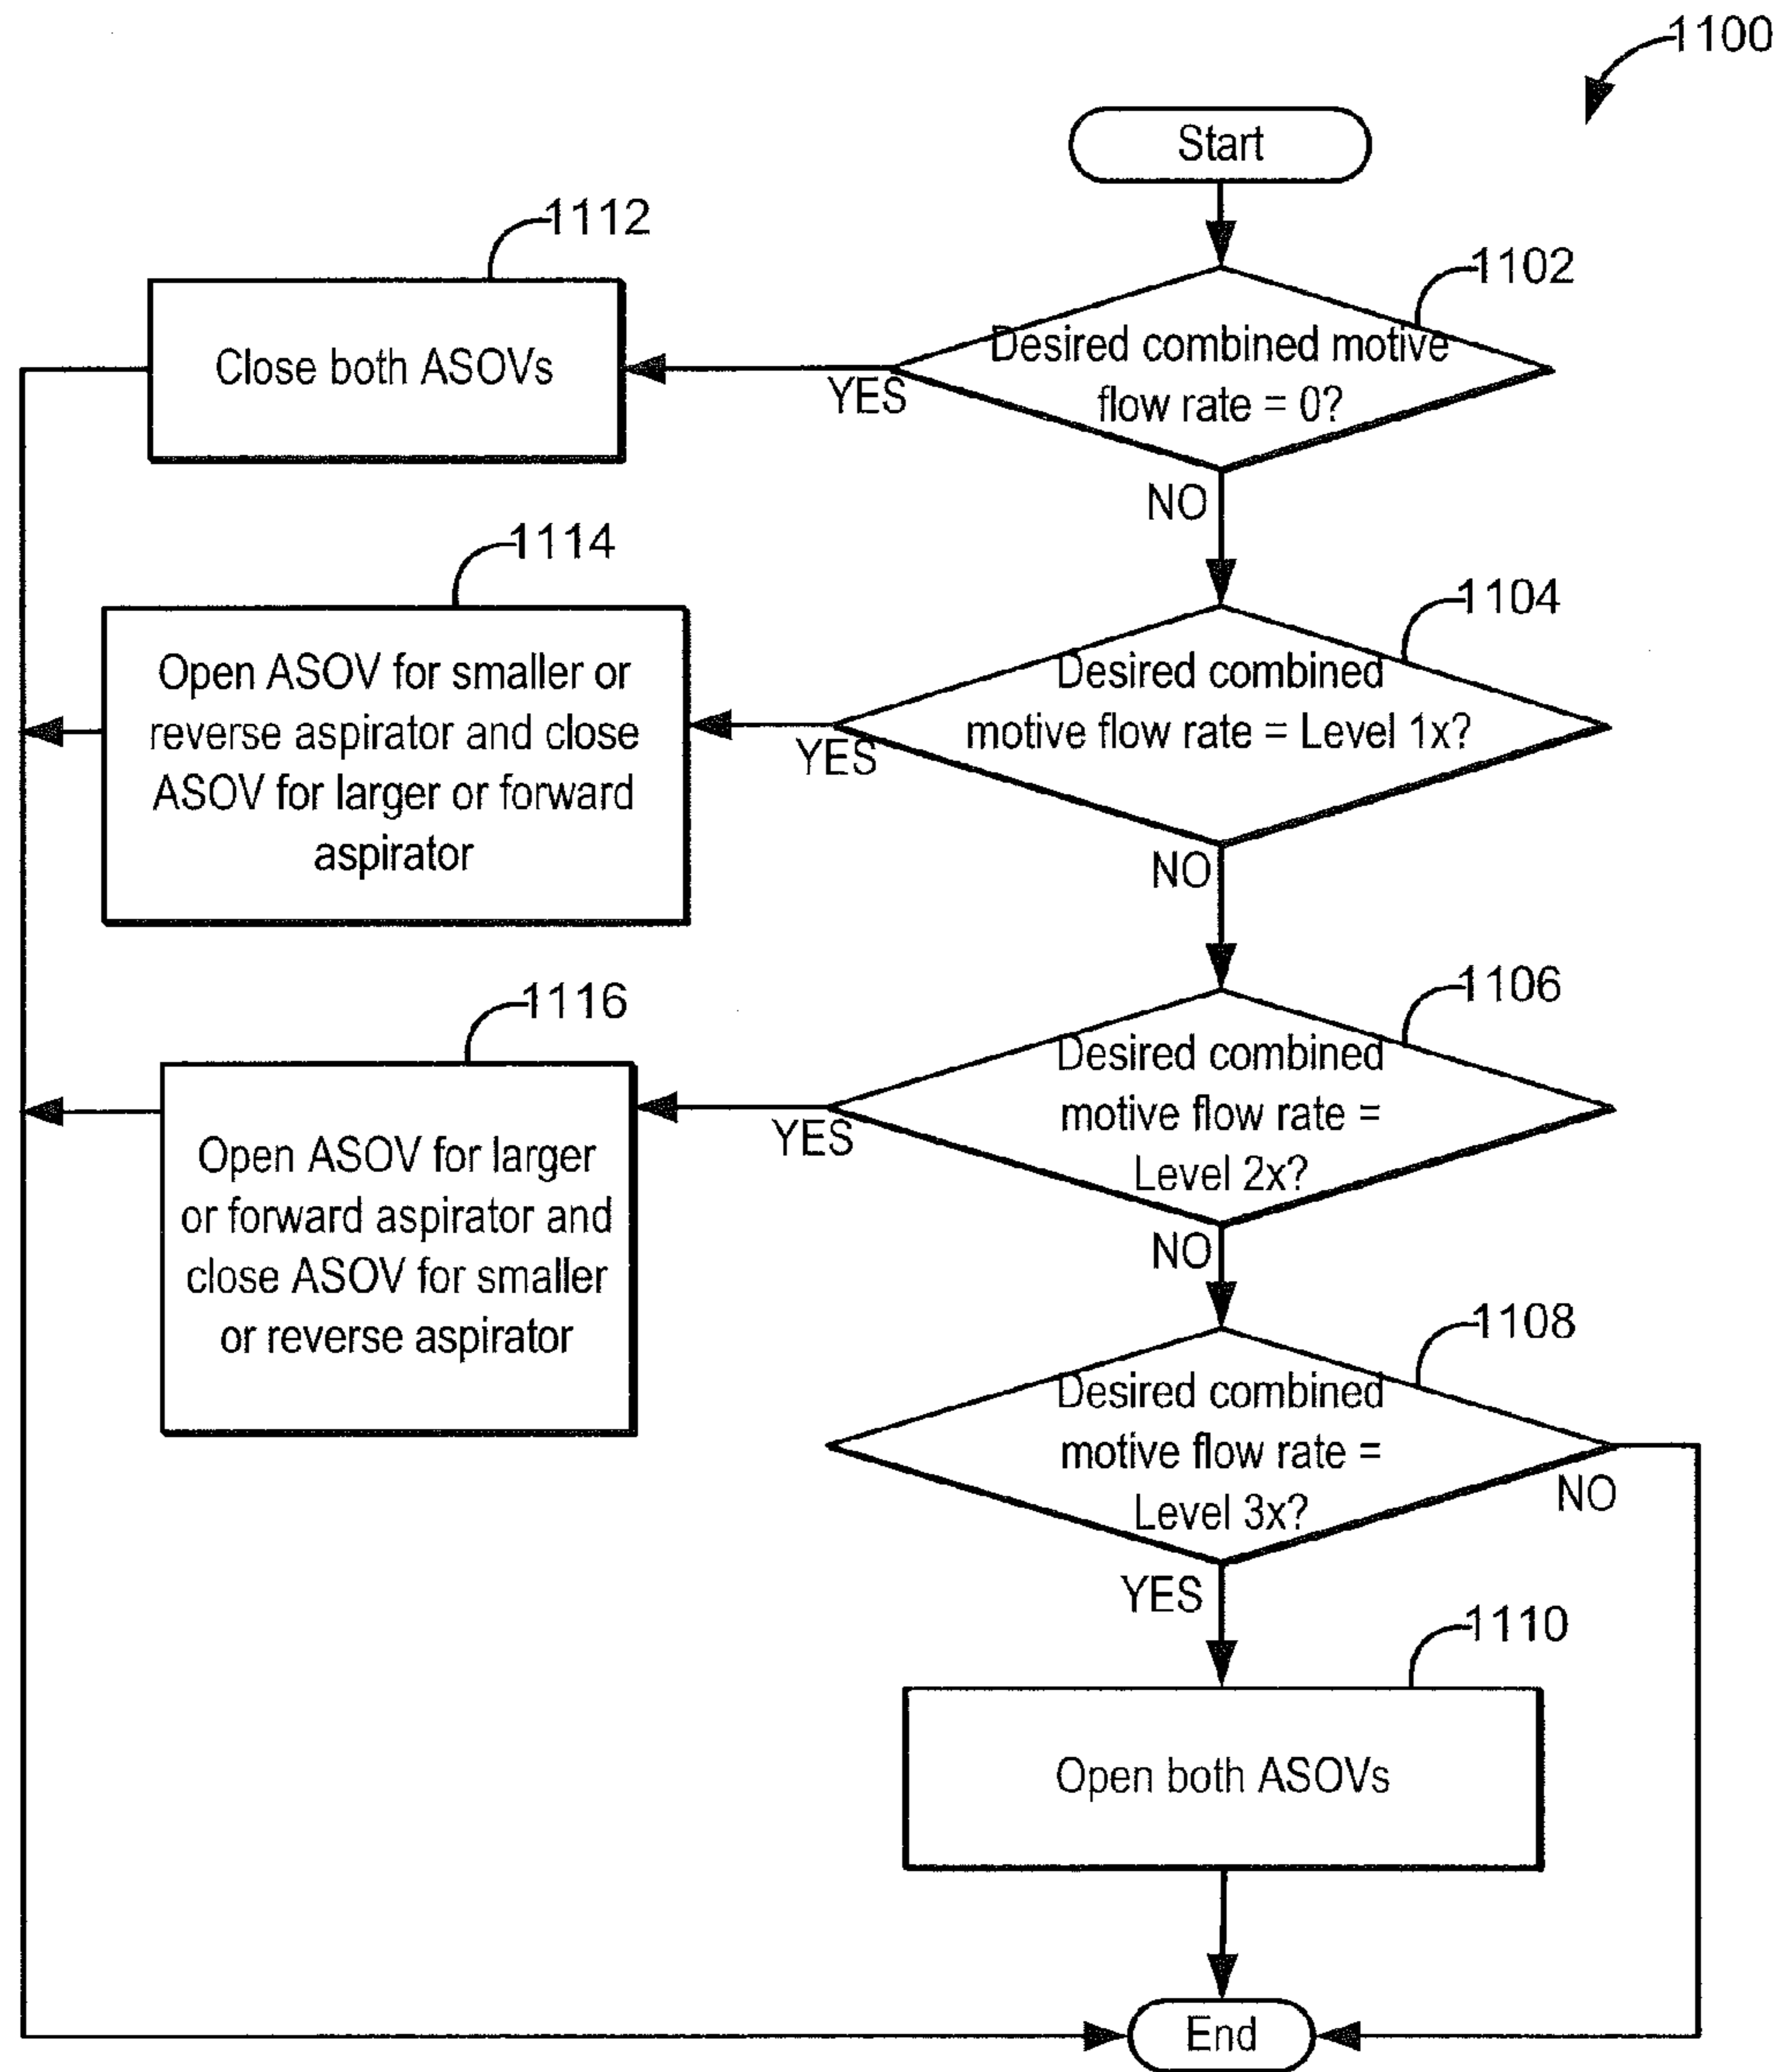 1100
Start
1102
Desired combined motive
flow rate = 0?
YES
NO
1112
Close both ASOVs
1104
Desired combined
motive flow rate = Level 1x?
YES
NO
1114
Open ASOV for smaller or
reverse aspirator and close
ASOV for larger or forward
aspirator
1106
Desired combined
motive flow rate =
Level 2x?
YES
NO
1116
Open ASOV for larger
or forward aspirator and
close ASOV for smaller
or reverse aspirator
1108
Desired combined
motive flow rate =
Level 3x?
NO
YES
1110
Open both ASOVs
End